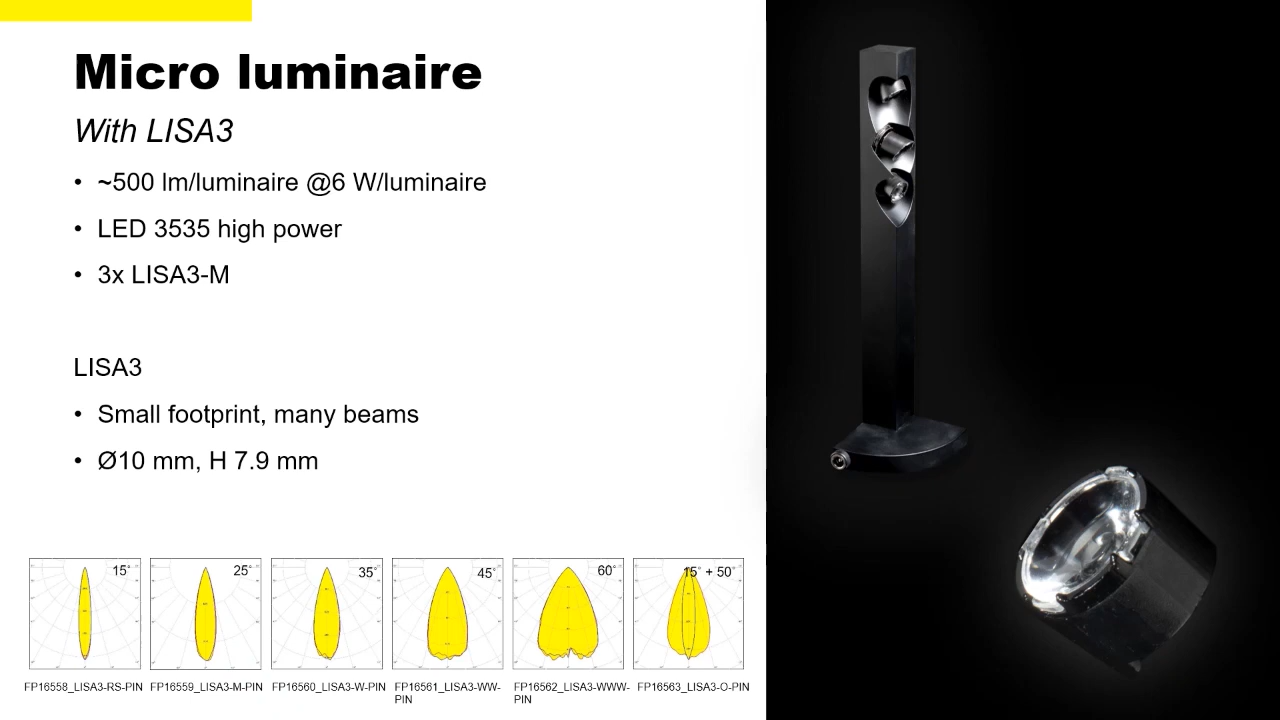 Micro luminaire
With LISA3
• ~500 lm/luminaire @6 W/luminaire
• LED 3535 high power
• 3x LISA3-M
LISA3
• Small footprint, many beams
• Ø10 mm, H 7.9 mm
15° 25° 35° 45° 60° 15° + 50°
FP16558_LISA3-RS-PIN FP16559_LISA3-M-PIN FP16560_LISA3-W-PIN FP16561_LISA3-WW-PIN FP16562_LISA3-WWW-PIN FP16563_LISA3-O-PIN